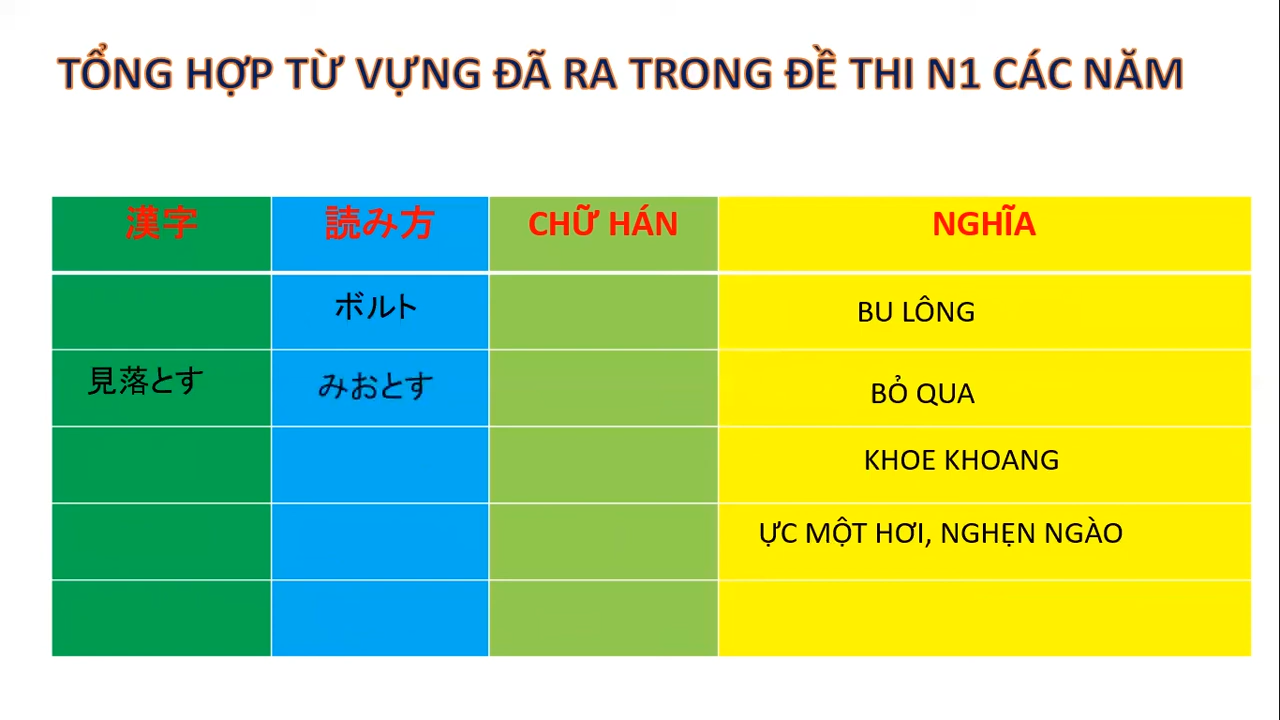 TỔNG HỢP TỪ VỰNG ĐÃ RA TRONG ĐỀ THI N1 CÁC NĂM
漢字 読み方 CHỮ HÁN NGHĨA
ボルト BU LÔNG
見落とす みおとす BỎ QUA
KHOE KHOANG
ỰC MỘT HƠI, NGHẸN NGÀO